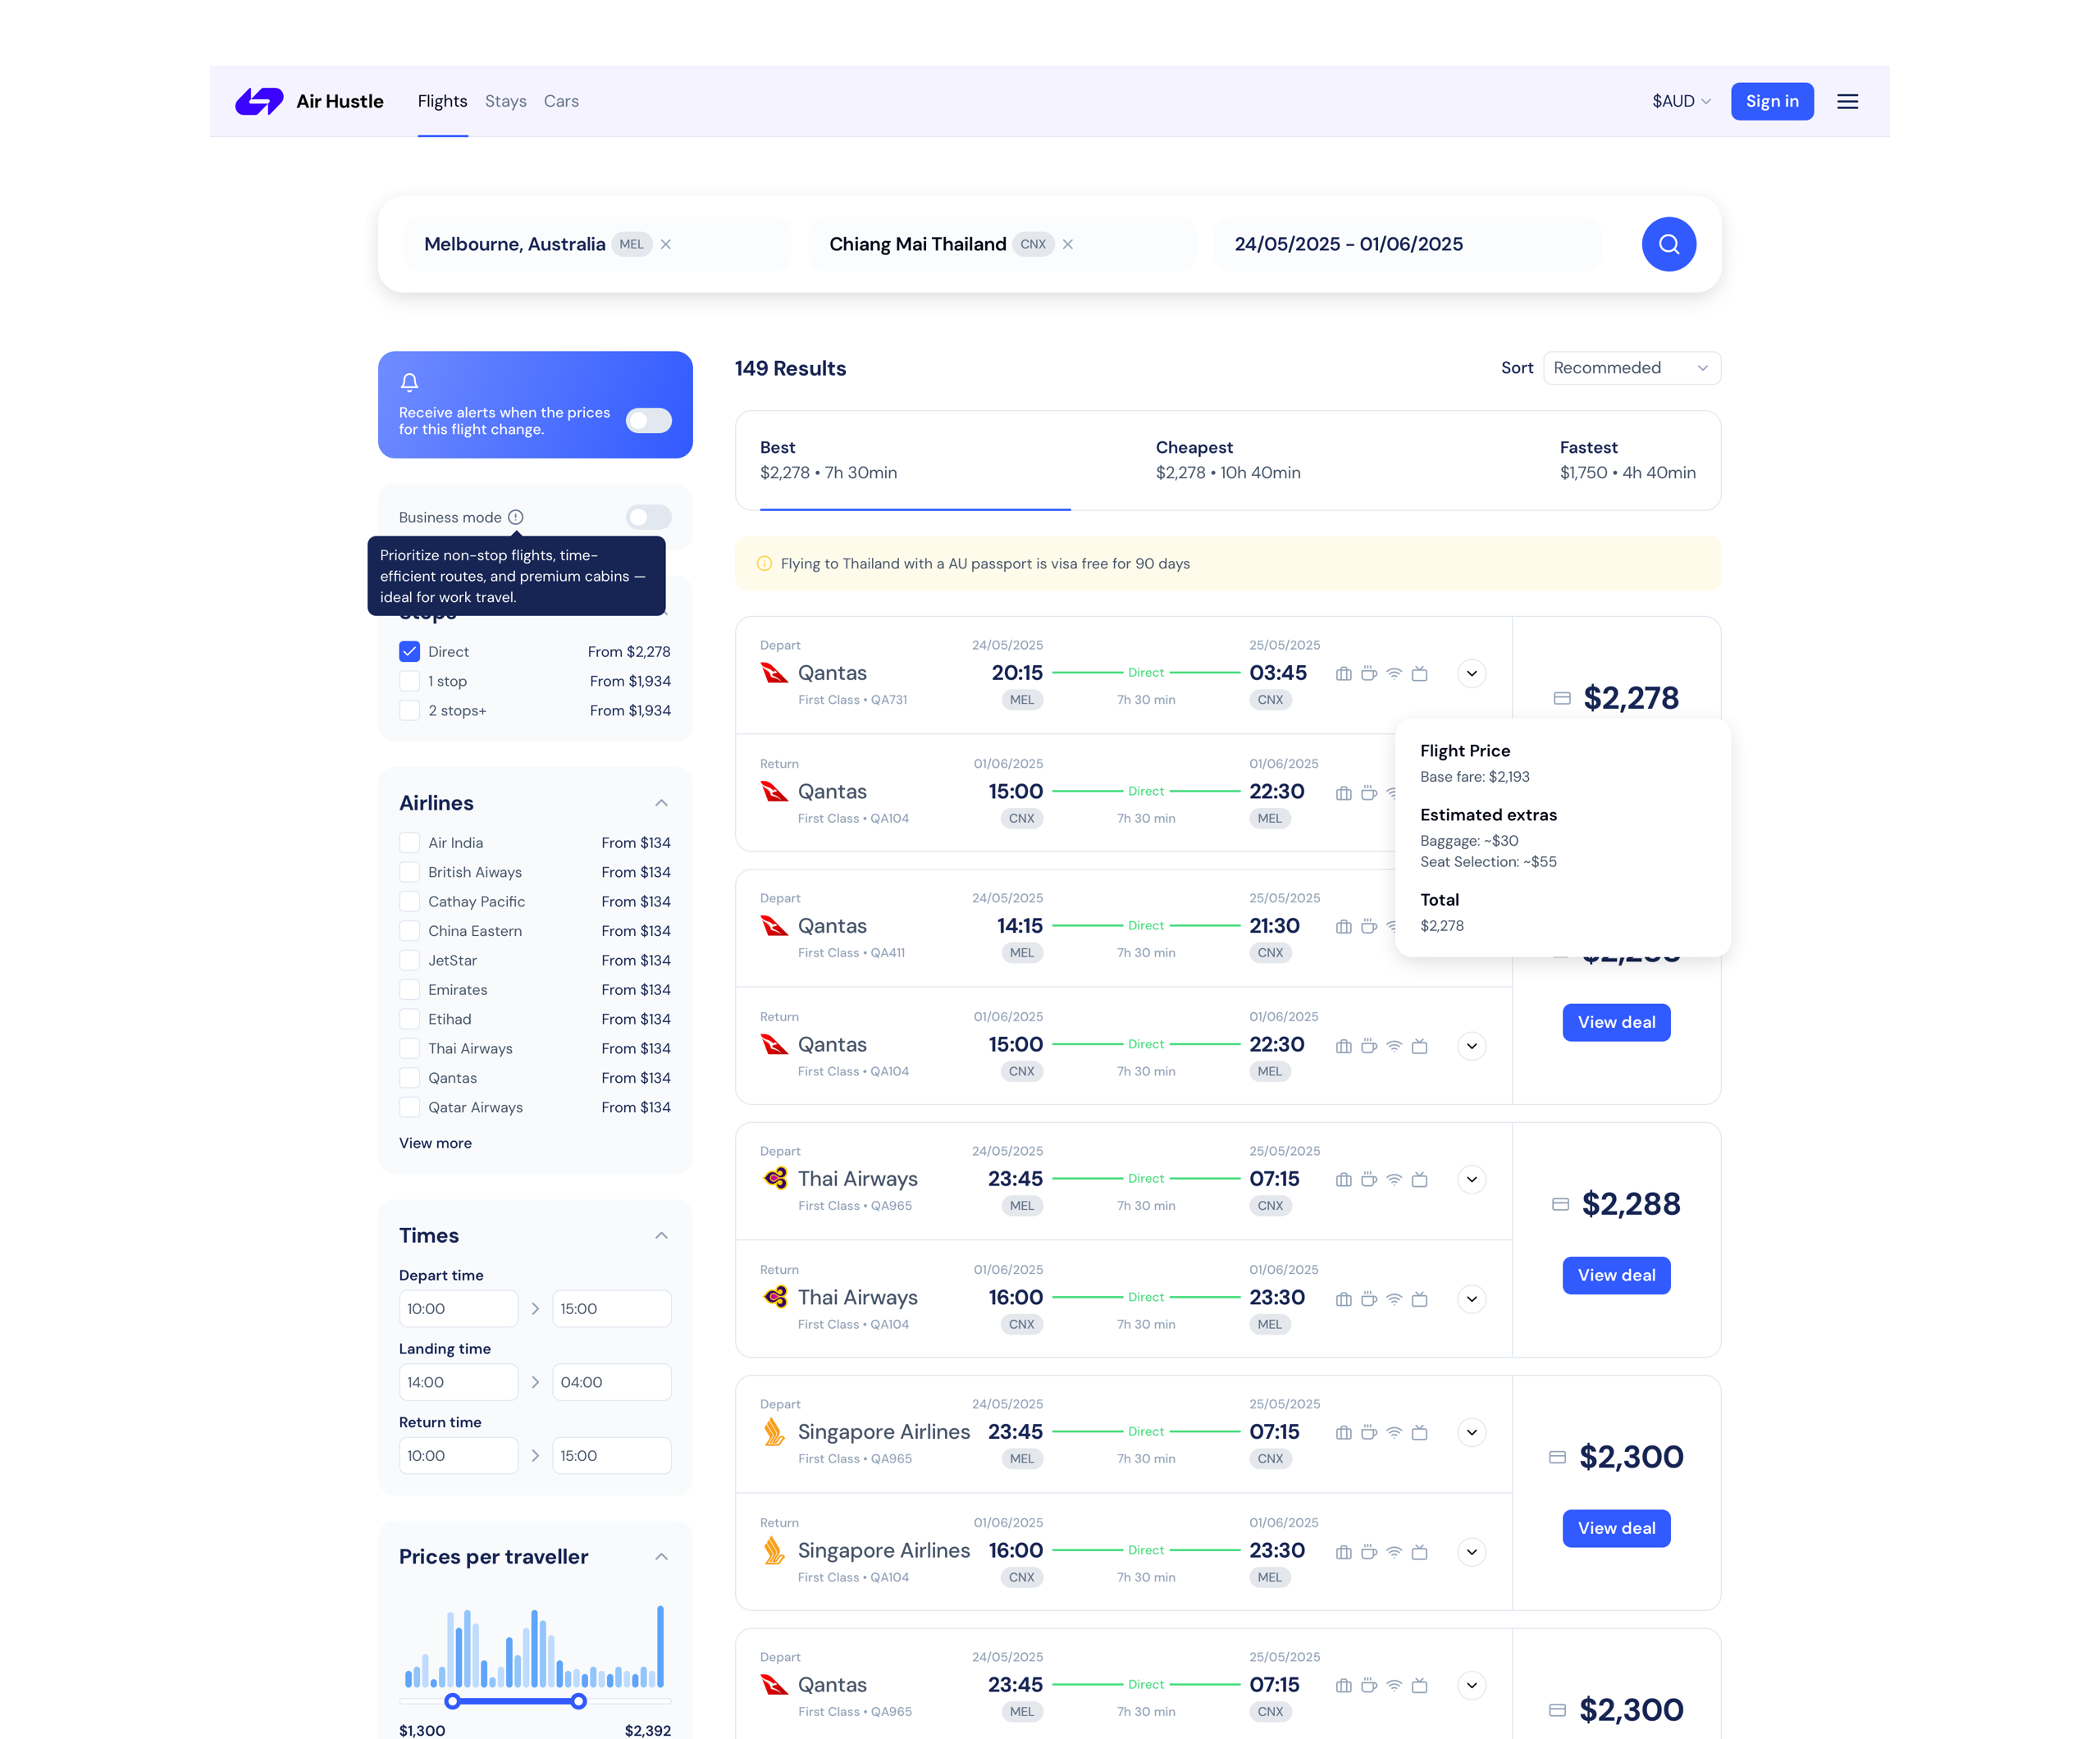 Air Hustle
Flights Stays Cars
$AUD
Sign in
Melbourne, Australia MEL
Chiang Mai Thailand CNX
24/05/2025 - 01/06/2025
Receive alerts when the prices
for this flight change.
Business mode
Prioritize non-stop flights, time-
efficient routes, and premium cabins —
ideal for work travel.
Stops
Direct From $2,278
1 stop From $1,934
2 stops+ From $1,934
Airlines
Air India From $134
British Aiways From $134
Cathay Pacific From $134
China Eastern From $134
JetStar From $134
Emirates From $134
Etihad From $134
Thai Airways From $134
Qantas From $134
Qatar Airways From $134
View more
Times
Depart time
10:00 15:00
Landing time
14:00 04:00
Return time
10:00 15:00
Prices per traveller
$1,300 $2,392
149 Results
Sort Recommeded
Best
$2,278 • 7h 30min
Cheapest
$2,278 • 10h 40min
Fastest
$1,750 • 4h 40min
Flying to Thailand with a AU passport is visa free for 90 days
Depart 24/05/2025 25/05/2025
Qantas 20:15 Direct 03:45
First Class • QA731 MEL 7h 30 min CNX
$2,278
Return 01/06/2025 01/06/2025
Qantas 15:00 Direct 22:30
First Class • QA104 CNX 7h 30 min MEL
Flight Price
Base fare: $2,193
Estimated extras
Baggage: ~$30
Seat Selection: ~$55
Total
$2,278
Depart 24/05/2025 25/05/2025
Qantas 14:15 Direct 21:30
First Class • QA411 MEL 7h 30 min CNX
Return 01/06/2025 01/06/2025
Qantas 15:00 Direct 22:30
First Class • QA104 CNX 7h 30 min MEL
View deal
Depart 24/05/2025 25/05/2025
Thai Airways 23:45 Direct 07:15
First Class • QA965 MEL 7h 30 min CNX
Return 01/06/2025 01/06/2025
Thai Airways 16:00 Direct 23:30
First Class • QA104 CNX 7h 30 min MEL
$2,288
View deal
Depart 24/05/2025 25/05/2025
Singapore Airlines 23:45 Direct 07:15
First Class • QA965 MEL 7h 30 min CNX
Return 01/06/2025 01/06/2025
Singapore Airlines 16:00 Direct 23:30
First Class • QA104 CNX 7h 30 min MEL
$2,300
View deal
Depart 24/05/2025 25/05/2025
Qantas 23:45 Direct 07:15
First Class • QA965 MEL 7h 30 min CNX
$2,300